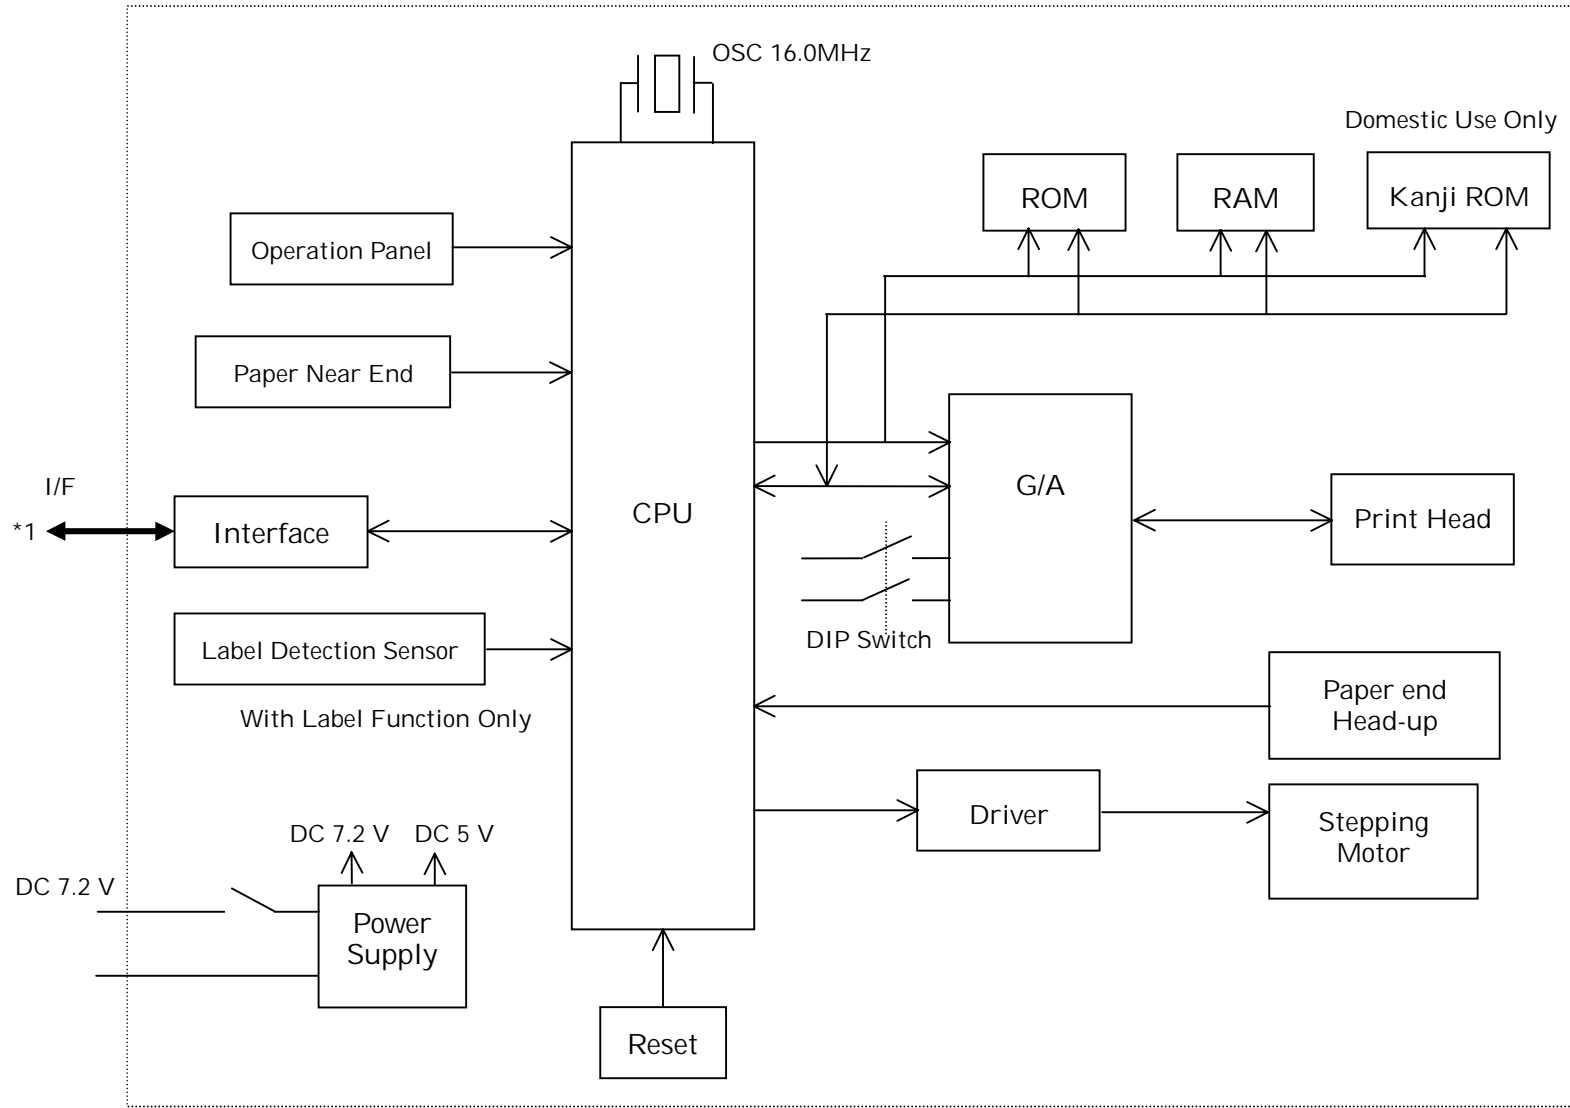 OSC 16.0MHz
Domestic Use Only
ROM
RAM
Kanji ROM
Operation Panel
Paper Near End
I/F
*1
Interface
CPU
G/A
Print Head
DIP Switch
Label Detection Sensor
With Label Function Only
Paper end
Head-up
Driver
Stepping
Motor
DC 7.2 V
DC 5 V
DC 7.2 V
Power
Supply
Reset